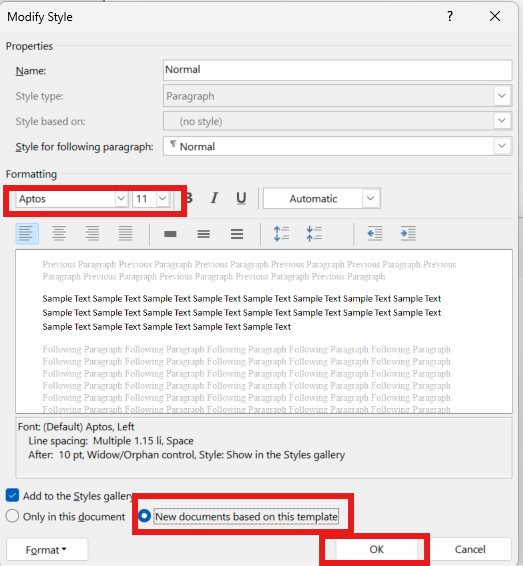 Modify Style ?
Properties
Name: Normal
Style type: Paragraph
Style based on: (no style)
Style for following paragraph: ¶ Normal
Formatting
Aptos 11 B I U Automatic
Previous Paragraph Previous Paragraph Previous Paragraph Previous Paragraph Previous
Paragraph Previous Paragraph Previous Paragraph Previous Paragraph Previous Paragraph
Sample Text Sample Text Sample Text Sample Text Sample Text Sample Text Sample Text Sample Text
Sample Text Sample Text Sample Text Sample Text Sample Text Sample Text Sample Text Sample Text
Sample Text Sample Text Sample Text Sample Text Sample Text
Following Paragraph Following Paragraph Following Paragraph Following Paragraph Following Paragraph
Following Paragraph Following Paragraph Following Paragraph Following Paragraph Following Paragraph
Following Paragraph Following Paragraph Following Paragraph Following Paragraph Following Paragraph
Following Paragraph Following Paragraph Following Paragraph Following Paragraph Following Paragraph
Following Paragraph Following Paragraph Following Paragraph Following Paragraph Following Paragraph
Following Paragraph Following Paragraph Following Paragraph Following Paragraph Following Paragraph
Font: (Default) Aptos, Left
Line spacing: Multiple 1.15 li, Space
After: 10 pt, Widow/Orphan control, Style: Show in the Styles gallery
Add to the Styles gallery
Only in this document New documents based on this template
Format OK Cancel